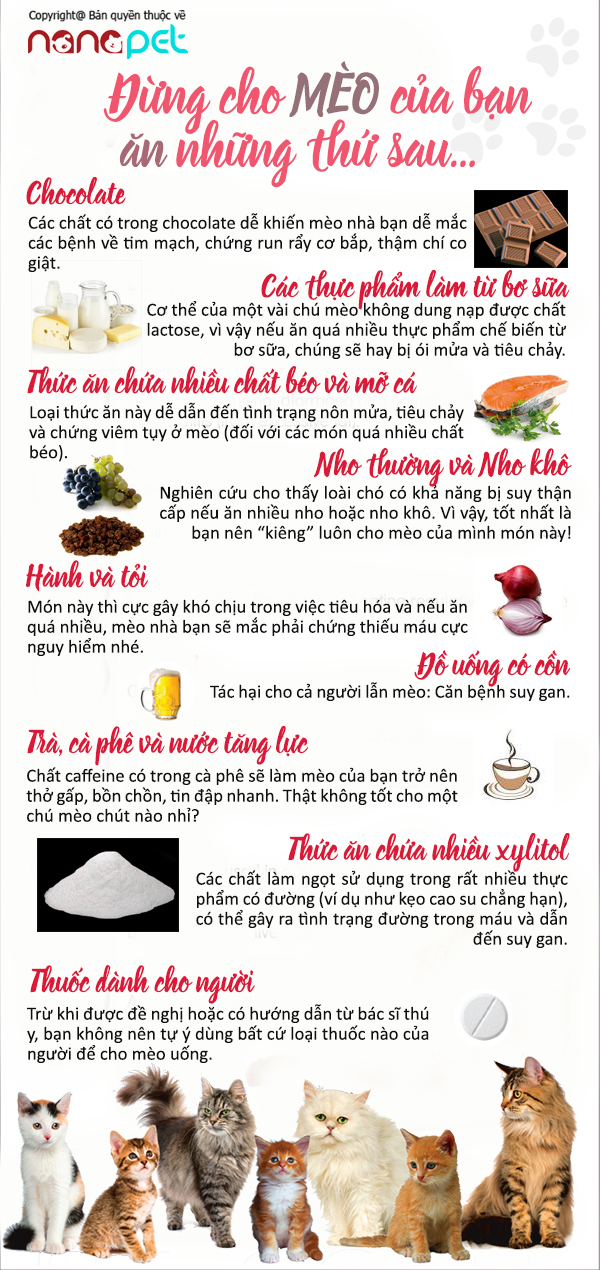 Copyright@ Bản quyền thuộc về
nanapet
Đừng cho MÈO của bạn
ăn những thứ sau...
Chocolate
Các chất có trong chocolate dễ khiến mèo nhà bạn dễ mắc
các bệnh về tim mạch, chứng run rẩy cơ bắp, thậm chí co
giật.
Các thực phẩm làm từ bơ sữa
Cơ thể của một vài chú mèo không dung nạp được chất
lactose, vì vậy nếu ăn quá nhiều thực phẩm chế biến từ
bơ sữa, chúng sẽ hay bị ói mửa và tiêu chảy.
Thức ăn chứa nhiều chất béo và mỡ cá
Loại thức ăn này dễ dẫn đến tình trạng nôn mửa, tiêu chảy
và chứng viêm tụy ở mèo (đối với các món quá nhiều chất
béo).
Nho thường và Nho khô
Nghiên cứu cho thấy loài chó có khả năng bị suy thận
cấp nếu ăn nhiều nho hoặc nho khô. Vì vậy, tốt nhất là
bạn nên “kiêng” luôn cho mèo của mình món này!
Hành và tỏi
Món này thì cực gây khó chịu trong việc tiêu hóa và nếu ăn
quá nhiều, mèo nhà bạn sẽ mắc phải chứng thiếu máu cực
nguy hiểm nhé.
Đồ uống có cồn
Tác hại cho cả người lẫn mèo: Căn bệnh suy gan.
Trà, cà phê và nước tăng lực
Chất caffeine có trong cà phê sẽ làm mèo của bạn trở nên
thở gấp, bồn chồn, tin đập nhanh. Thật không tốt cho một
chú mèo chút nào nhỉ?
Thức ăn chứa nhiều xylitol
Các chất làm ngọt sử dụng trong rất nhiều thực
phẩm có đường (ví dụ như kẹo cao su chẳng hạn),
có thể gây ra tình trạng đường trong máu và dẫn
đến suy gan.
Thuốc dành cho người
Trừ khi được đề nghị hoặc có hướng dẫn từ bác sĩ thú
y, bạn không nên tự ý dùng bất cứ loại thuốc nào của
người để cho mèo uống.